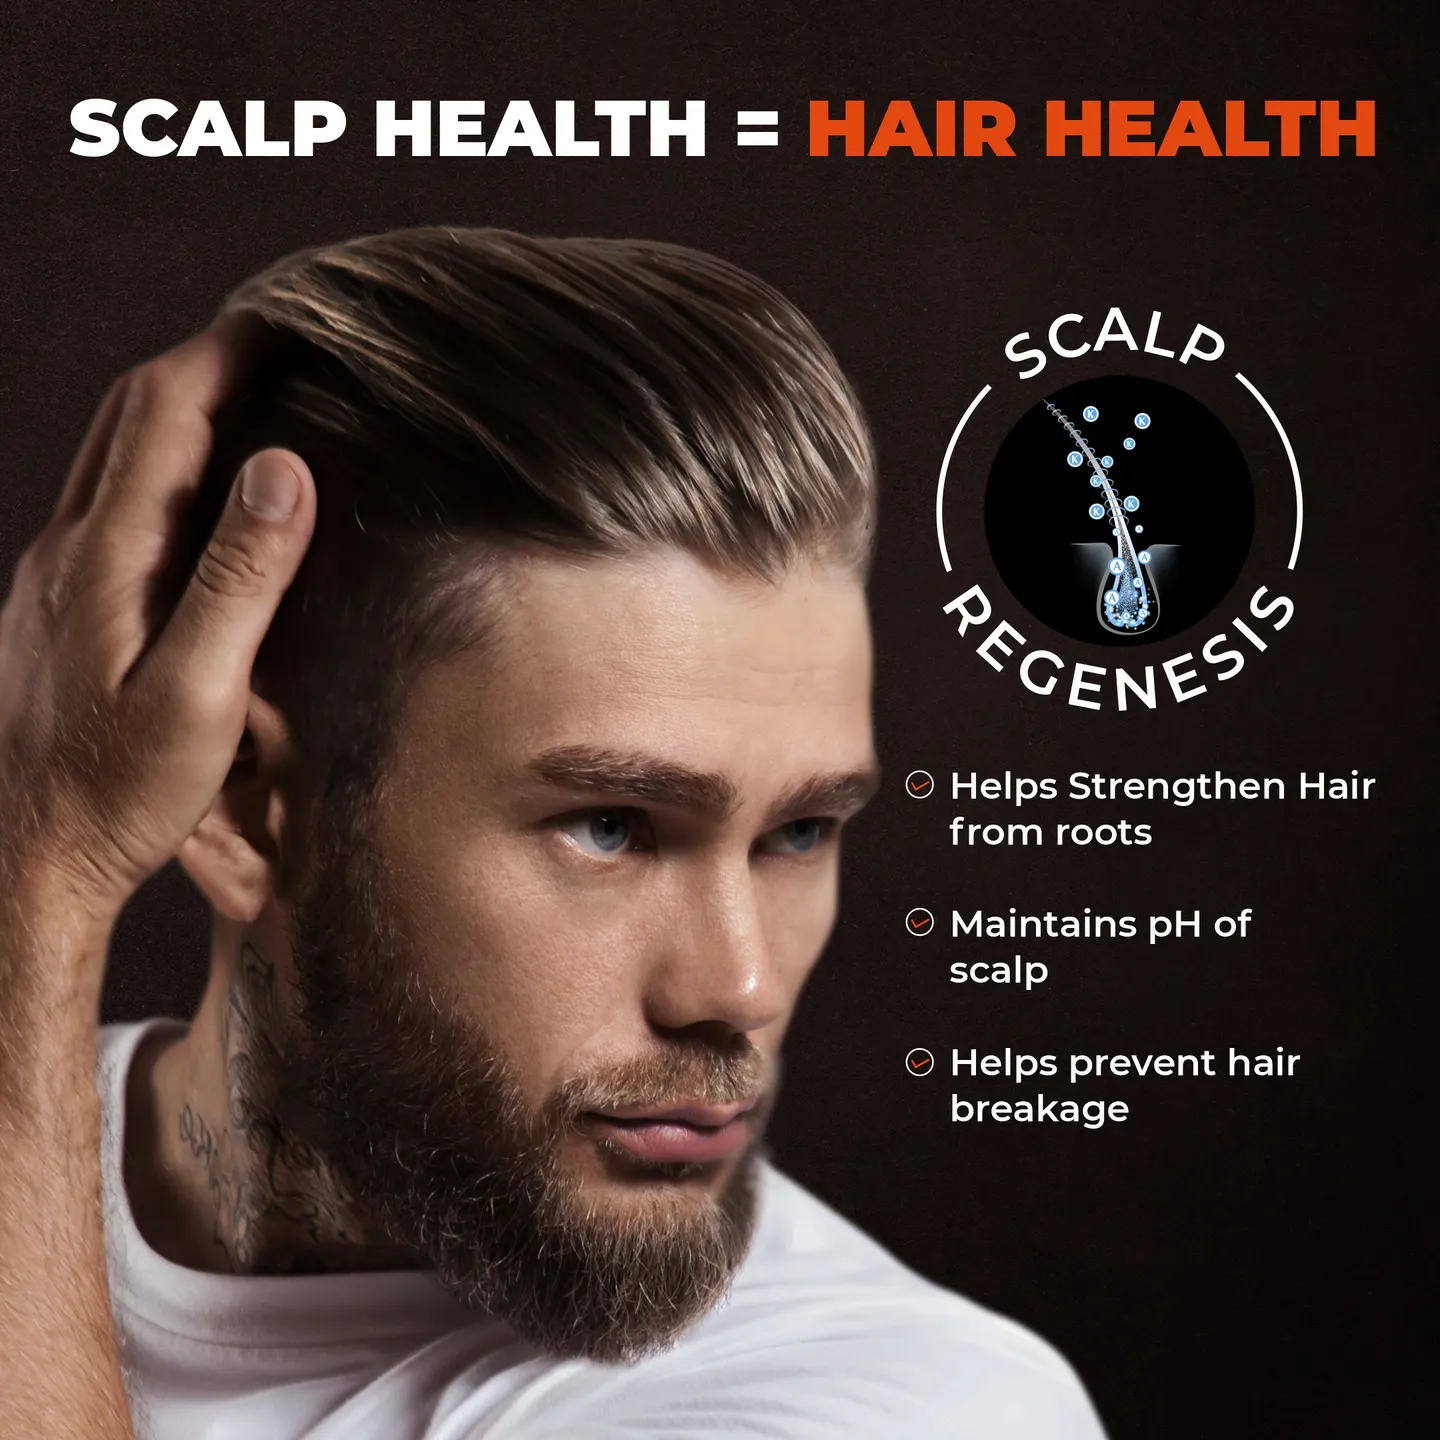 SCALP HEALTH = HAIR HEALTH
SCALP
K
K
K
K
K
K
K
K
A
A
A
A
REGENESIS
Helps Strengthen Hair
from roots
Maintains pH of
scalp
Helps prevent hair
breakage